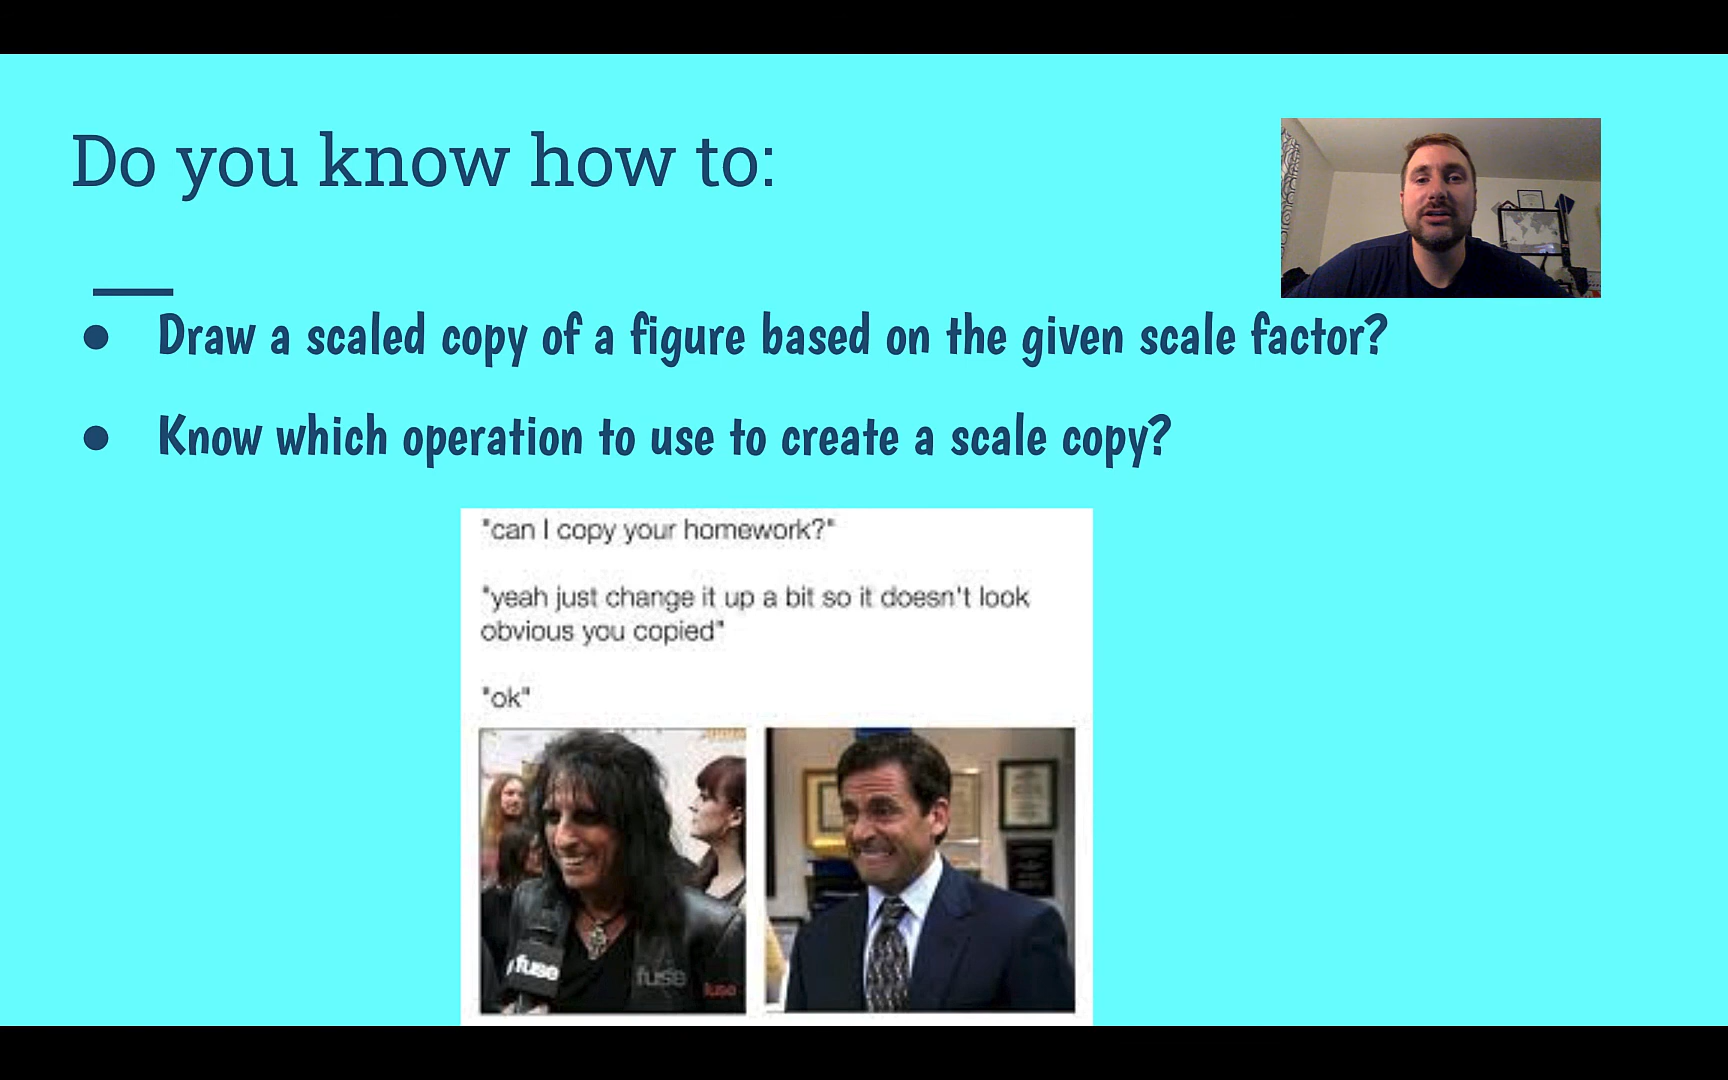 Do you know how to:
● Draw a scaled copy of a figure based on the given scale factor?
● Know which operation to use to create a scale copy?
"can I copy your homework?"
"yeah just change it up a bit so it doesn't look
obvious you copied"
"ok"
fuse
fuse
fuse